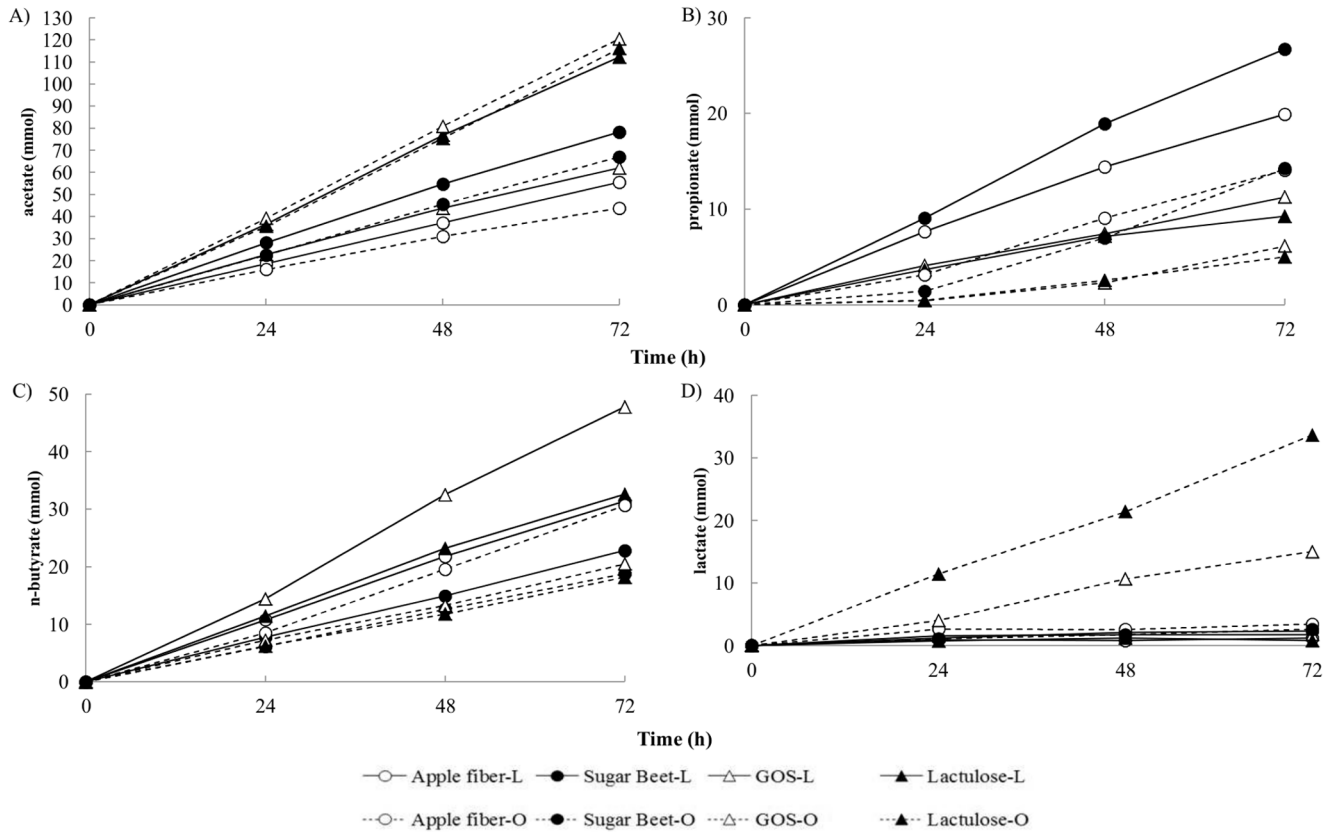 A)
130
120
110
100
90
80
70
60
50
40
30
20
10
0
acetate (mmol)
0 24 48 72
B)
30
20
10
0
propionate (mmol)
0 24 48 72
Time (h)
C)
50
40
30
20
10
0
n-butyrate (mmol)
0 24 48 72
D)
40
30
20
10
0
lactate (mmol)
0 24 48 72
Time (h)
Apple fiber-L Sugar Beet-L GOS-L Lactulose-L
Apple fiber-O Sugar Beet-O GOS-O Lactulose-O